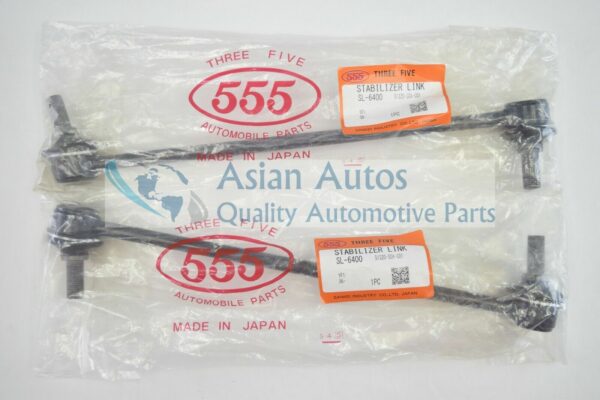 THREE FIVE
555
AUTOMOBILE PARTS
MADE IN JAPAN
555 THREE FIVE
STABILIZER LINK
SL-6400
1PC
Asian Autos
Quality Automotive Parts
THREE FIVE
555
AUTOMOBILE PARTS
MADE IN JAPAN
555 THREE FIVE
STABILIZER LINK
SL-6400
1PC
SANKEI INDUSTRY CO.,LTD. JAPAN